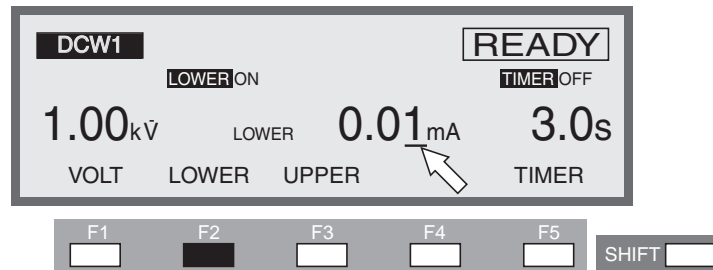 DCW1 READY
LOWER ON TIMER OFF
1.00kV̄ LOWER 0.01mA 3.0s
VOLT LOWER UPPER TIMER
F1 F2 F3 F4 F5
SHIFT